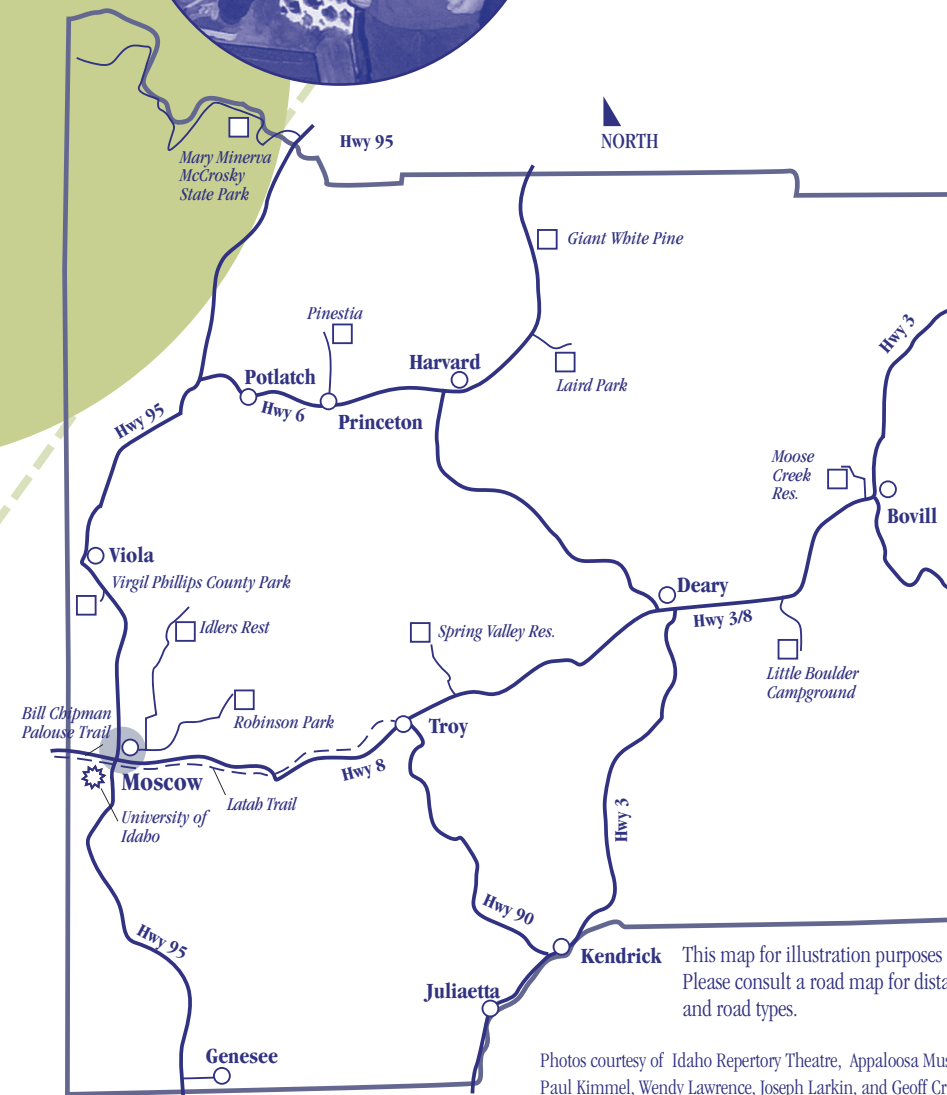 Hwy 95
NORTH
Mary Minerva
McCrosky
State Park
Giant White Pine
Pinestia
Hwy 3
Harvard
Potlatch
Laird Park
Hwy 6
Princeton
Hwy 95
Moose
Creek
Res.
Bovill
Viola
Virgil Phillips County Park
Deary
Hwy 3/8
Idlers Rest
Spring Valley Res.
Little Boulder
Campground
Bill Chipman
Palouse Trail
Robinson Park
Troy
Hwy 8
Moscow
Latah Trail
University of
Idaho
Hwy 3
Hwy 90
Hwy 95
Kendrick
This map for illustration purposes
Please consult a road map for dista
and road types.
Juliaetta
Genesee
Photos courtesy of Idaho Repertory Theatre, Appaloosa Mus
Paul Kimmel, Wendy Lawrence, Joseph Larkin, and Geoff Cr